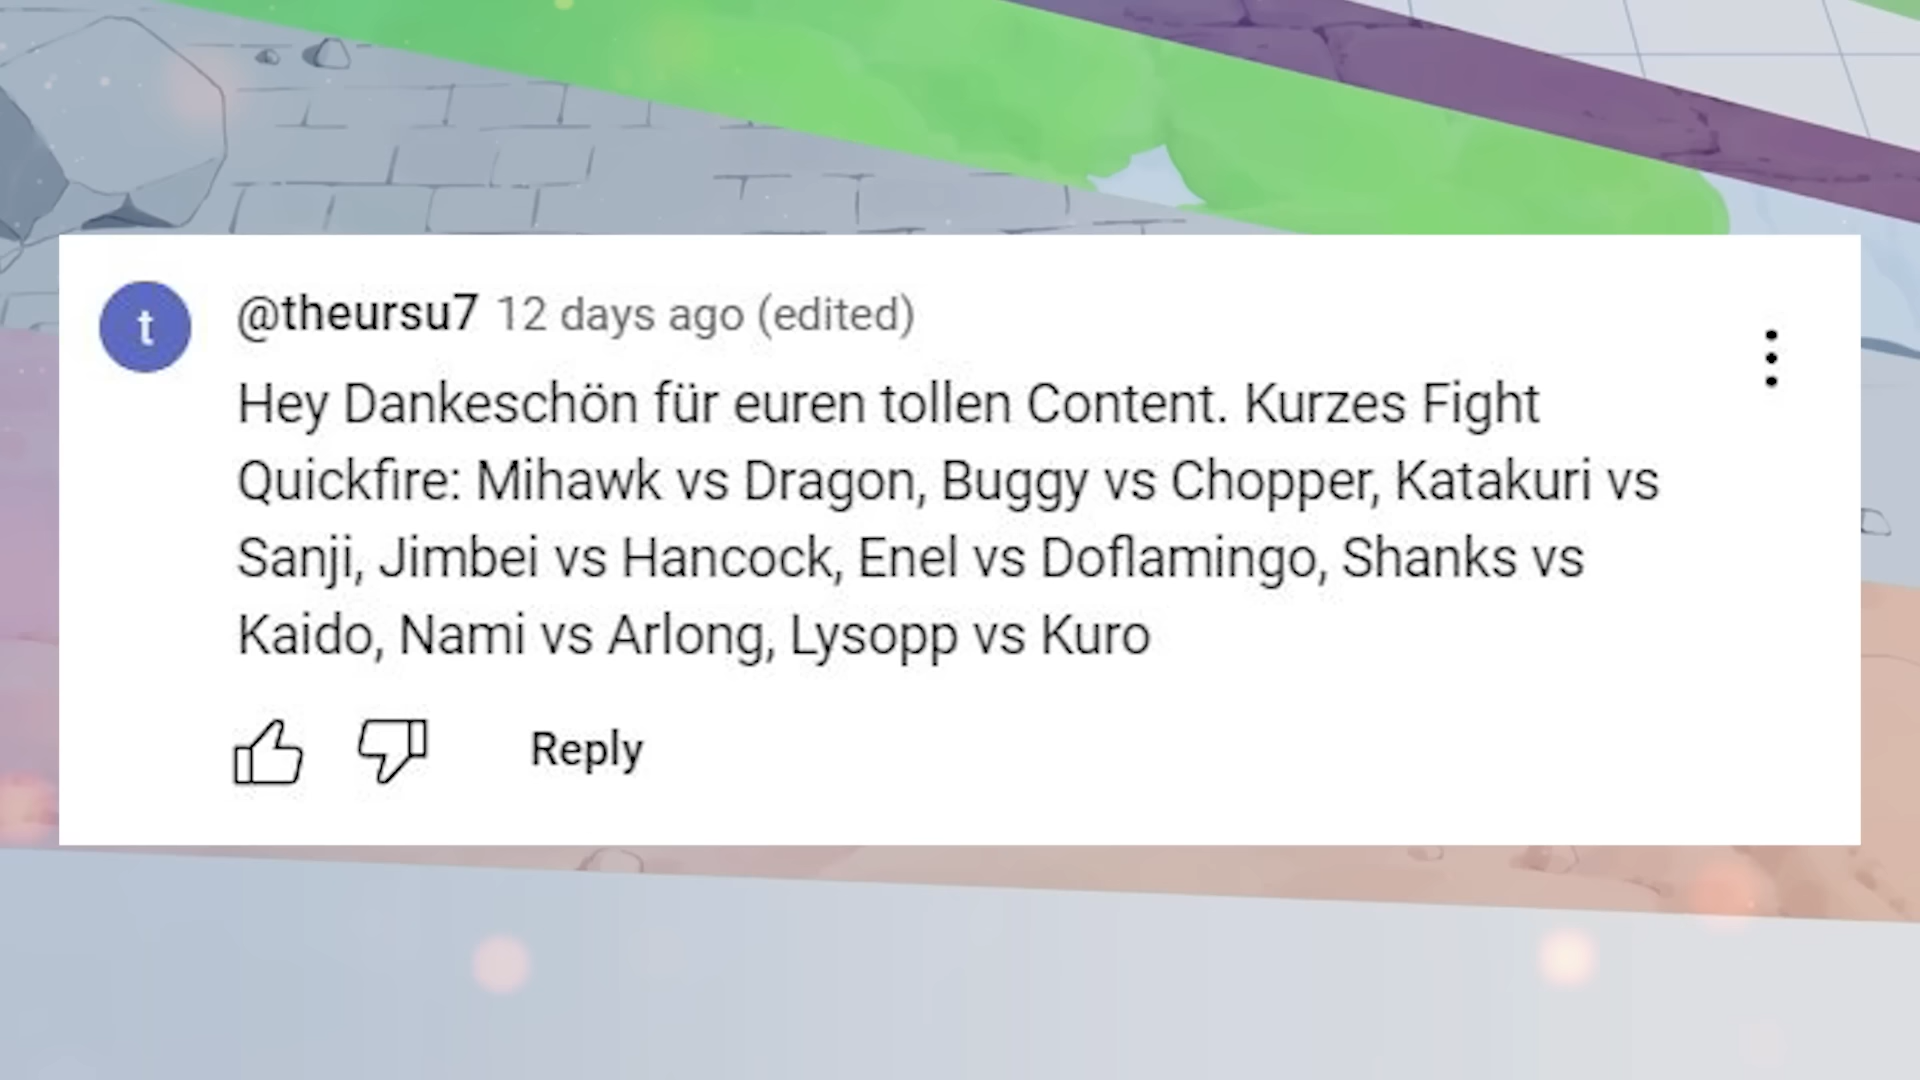 t
@theursu7 12 days ago (edited)
Hey Dankeschön für euren tollen Content. Kurzes Fight
Quickfire: Mihawk vs Dragon, Buggy vs Chopper, Katakuri vs
Sanji, Jimbei vs Hancock, Enel vs Doflamingo, Shanks vs
Kaido, Nami vs Arlong, Lysopp vs Kuro
Reply